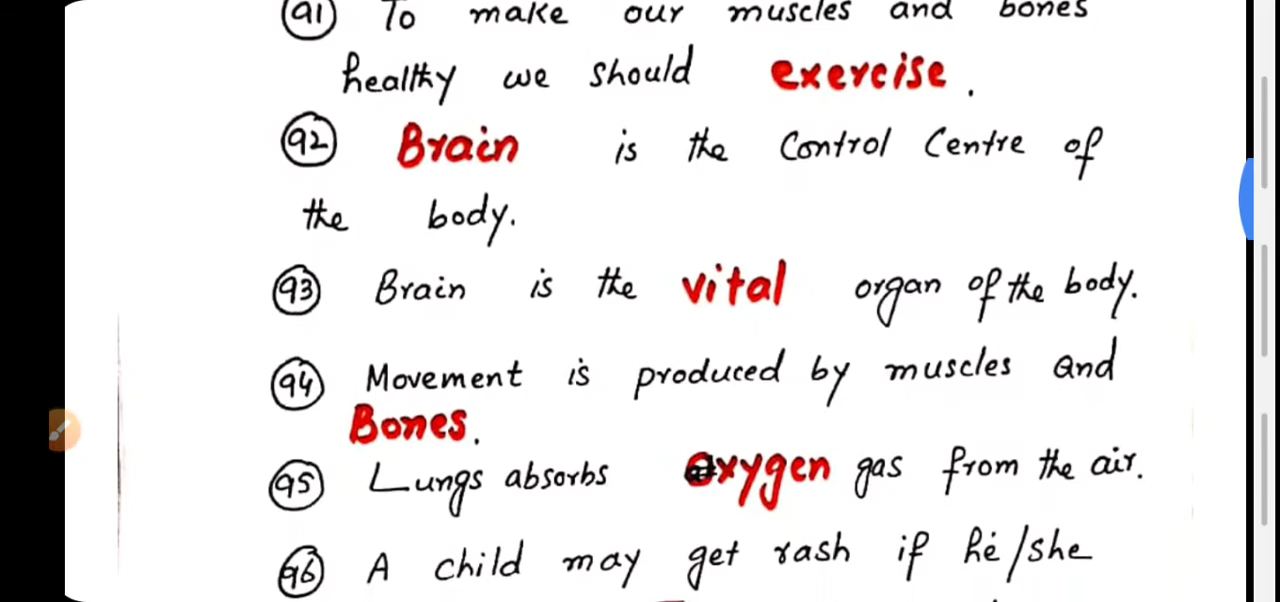 91 To make our muscles and bones
healthy we should exercise.
92 Brain is the Control Centre of
the body.
93 Brain is the vital organ of the body.
94 Movement is produced by muscles and
Bones.
95 Lungs absorbs oxygen gas from the air.
96 A child may get rash if he/she